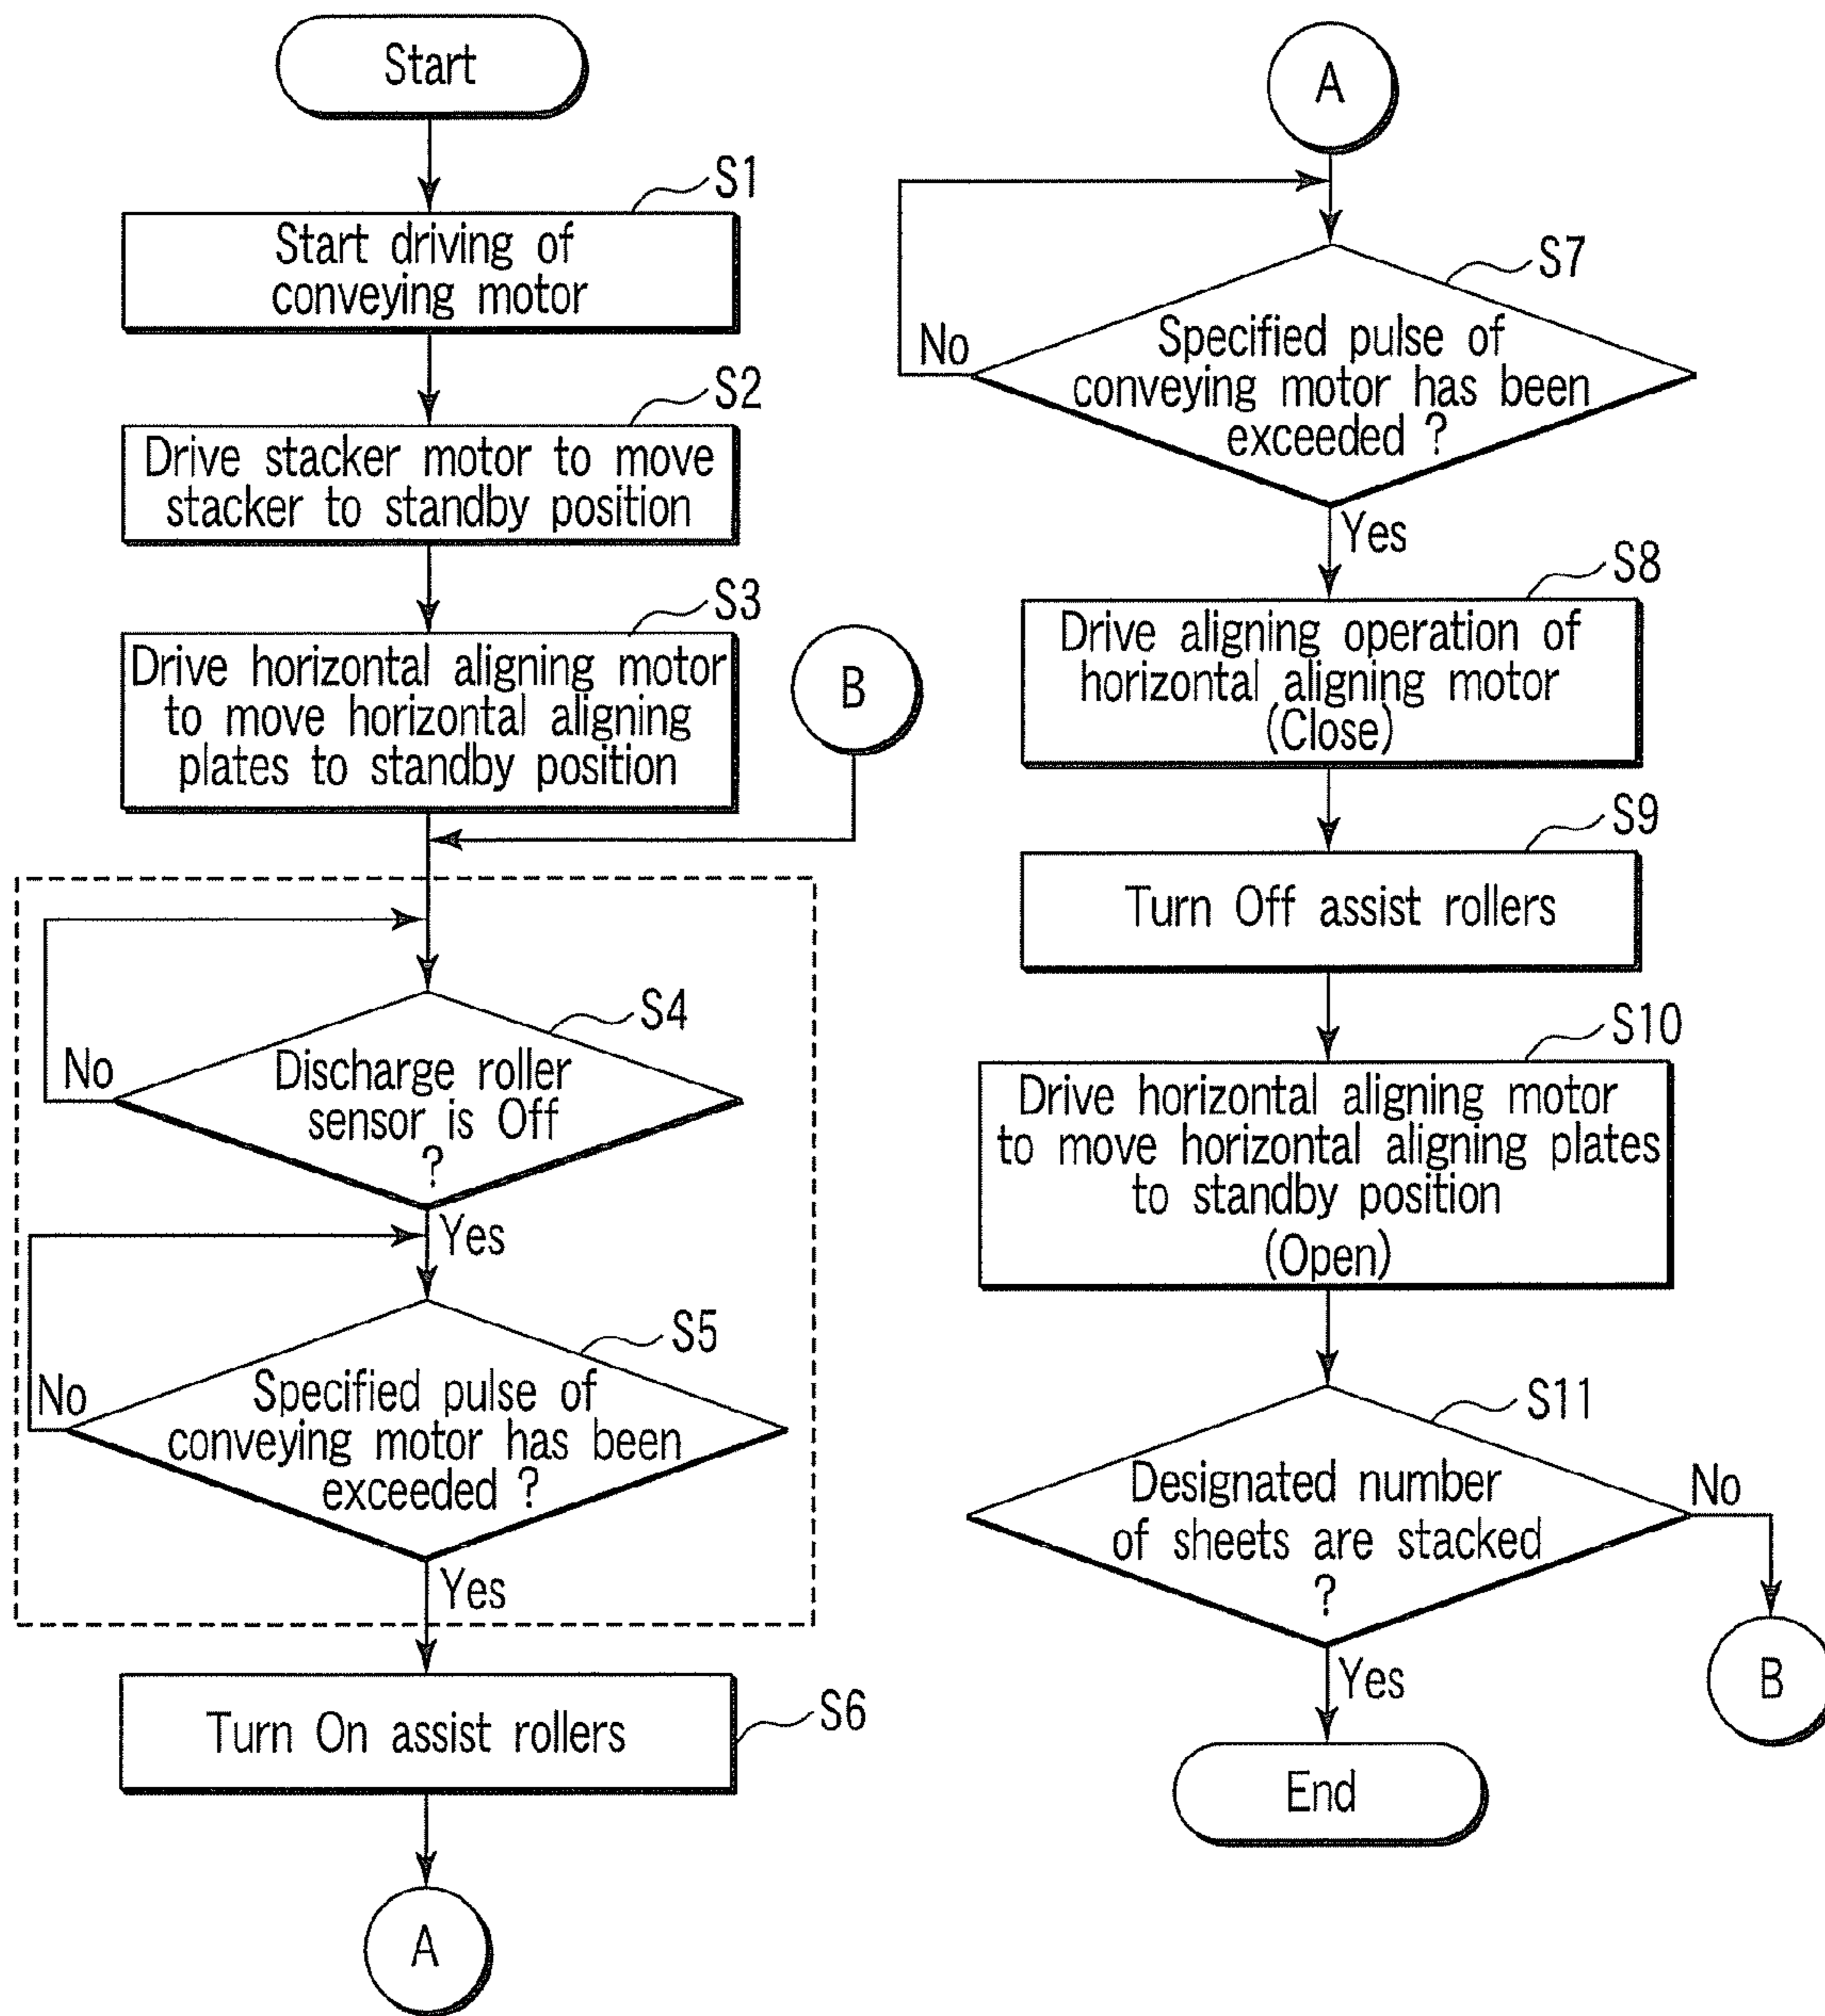 Start
S1
Start driving of
conveying motor
S2
Drive stacker motor to move
stacker to standby position
S3
Drive horizontal aligning motor
to move horizontal aligning
plates to standby position
B
S4
No
Discharge roller
sensor is Off
?
Yes
S5
No
Specified pulse of
conveying motor has been
exceeded ?
Yes
S6
Turn On assist rollers
A
A
S7
No
Specified pulse of
conveying motor has been
exceeded ?
Yes
S8
Drive aligning operation of
horizontal aligning motor
(Close)
S9
Turn Off assist rollers
S10
Drive horizontal aligning motor
to move horizontal aligning plates
to standby position
(Open)
S11
Designated number
of sheets are stacked
?
No
Yes
B
End